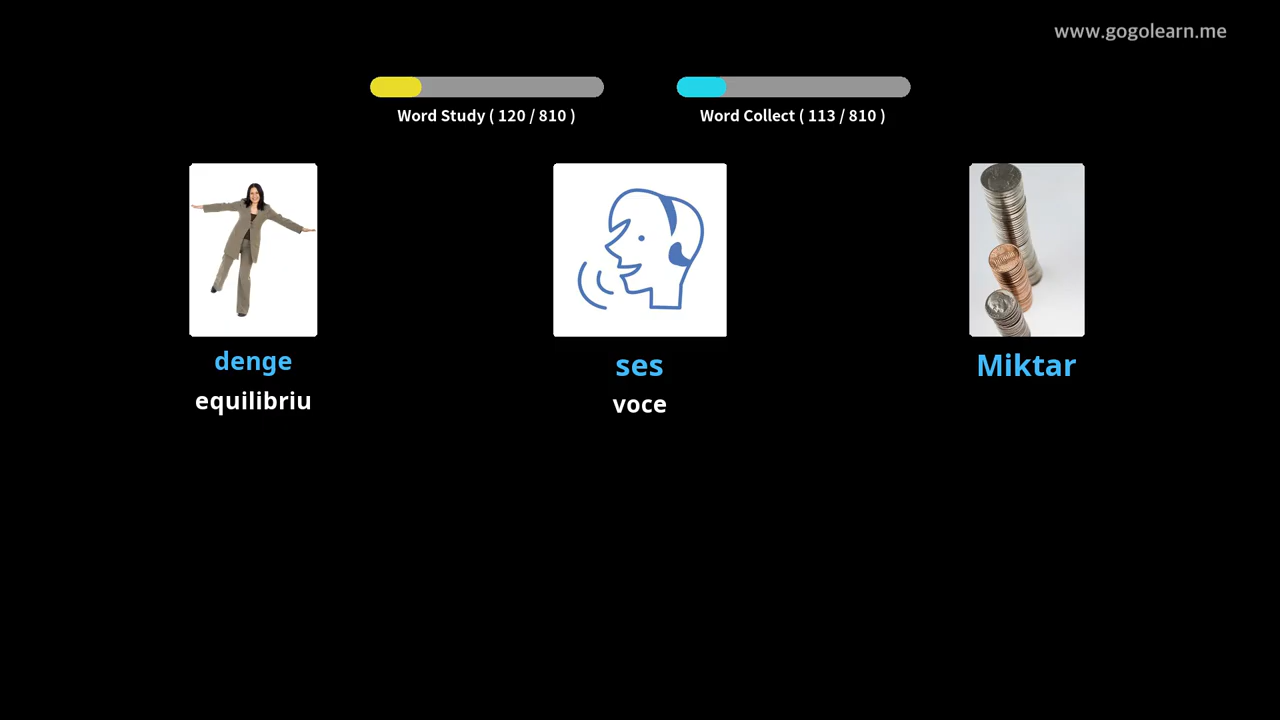 www.gogolearn.me
Word Study ( 120 / 810 )
Word Collect ( 113 / 810 )
denge
equilibriu
ses
voce
Miktar